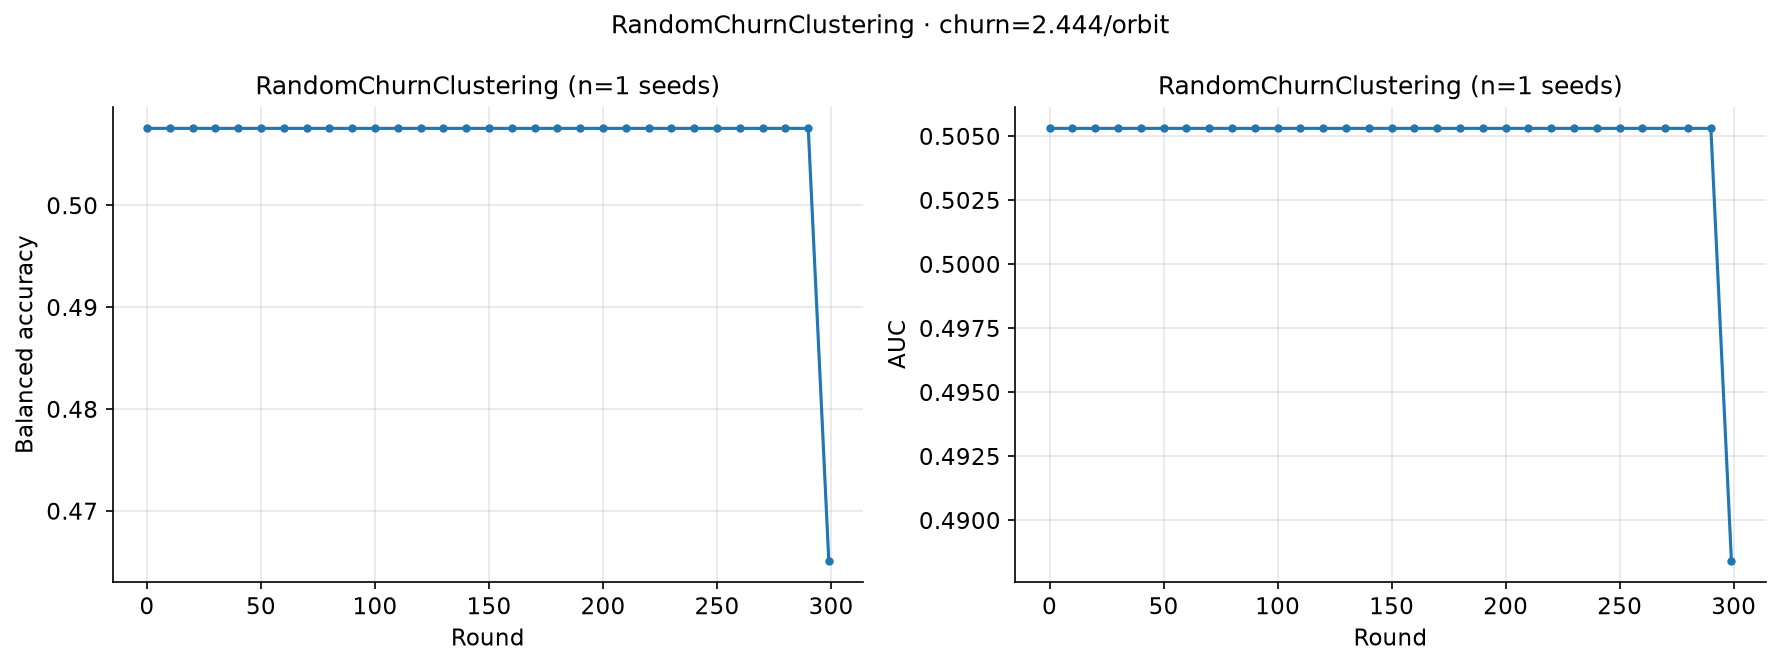 RandomChurnClustering · churn=2.444/orbit
RandomChurnClustering (n=1 seeds)
Balanced accuracy
0.50
0.49
0.48
0.47
0 50 100 150 200 250 300
Round
RandomChurnClustering (n=1 seeds)
AUC
0.5050
0.5025
0.5000
0.4975
0.4950
0.4925
0.4900
0 50 100 150 200 250 300
Round